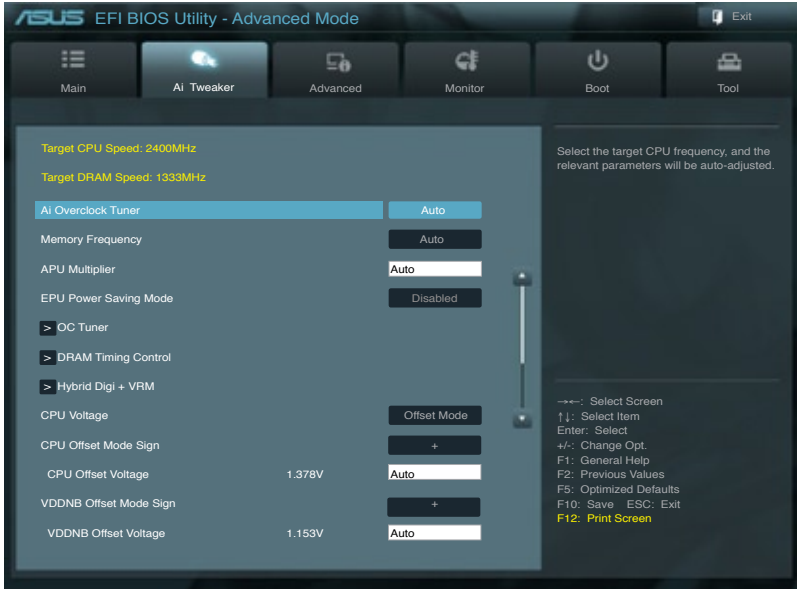 ASUS EFI BIOS Utility - Advanced Mode
Exit
Main
Ai Tweaker
Advanced
Monitor
Boot
Tool
Target CPU Speed: 2400MHz
Target DRAM Speed: 1333MHz
Ai Overclock Tuner Auto
Memory Frequency Auto
APU Multiplier Auto
EPU Power Saving Mode Disabled
> OC Tuner
> DRAM Timing Control
> Hybrid Digi + VRM
CPU Voltage Offset Mode
CPU Offset Mode Sign +
CPU Offset Voltage 1.378V Auto
VDDNB Offset Mode Sign +
VDDNB Offset Voltage 1.153V Auto
Select the target CPU frequency, and the
relevant parameters will be auto-adjusted.
→←: Select Screen
↑↓: Select Item
Enter: Select
+/-: Change Opt.
F1: General Help
F2: Previous Values
F5: Optimized Defaults
F10: Save ESC: Exit
F12: Print Screen